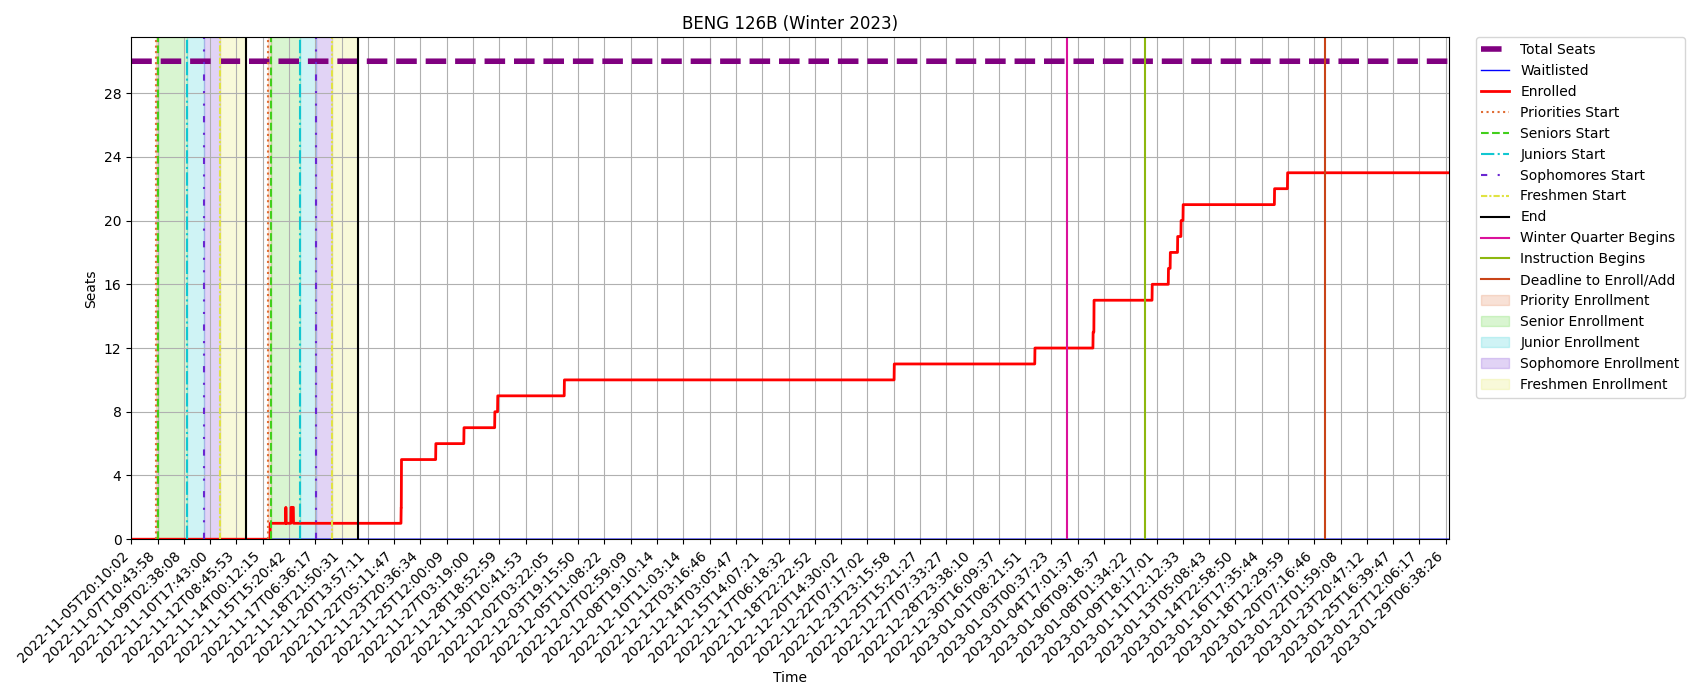 BENG 126B (Winter 2023)
Seats
28
24
20
16
12
8
4
0
2022-11-05T20:10:02
2022-11-07T10:43:58
2022-11-09T02:38:08
2022-11-10T17:43:00
2022-11-12T08:45:53
2022-11-14T00:12:15
2022-11-15T15:20:42
2022-11-17T06:36:17
2022-11-18T21:50:31
2022-11-20T13:57:11
2022-11-22T05:11:47
2022-11-23T20:36:34
2022-11-25T12:00:09
2022-11-27T03:19:00
2022-11-28T18:52:59
2022-11-30T10:41:53
2022-12-02T03:22:05
2022-12-03T19:15:50
2022-12-05T11:08:22
2022-12-07T02:59:09
2022-12-08T19:10:14
2022-12-10T11:03:14
2022-12-12T03:16:46
2022-12-14T03:05:47
2022-12-15T14:07:21
2022-12-17T06:18:32
2022-12-18T22:22:52
2022-12-20T14:30:02
2022-12-22T07:17:02
2022-12-23T23:15:58
2022-12-25T15:21:27
2022-12-27T07:33:27
2022-12-28T23:38:10
2022-12-30T16:09:37
2023-01-01T08:21:51
2023-01-03T00:37:23
2023-01-04T17:01:37
2023-01-06T09:18:37
2023-01-08T01:34:22
2023-01-09T18:17:01
2023-01-11T12:12:33
2023-01-13T05:08:43
2023-01-14T22:58:50
2023-01-16T17:35:44
2023-01-18T12:29:59
2023-01-20T07:16:46
2023-01-22T01:59:08
2023-01-23T20:47:12
2023-01-25T16:39:47
2023-01-27T12:06:17
2023-01-29T06:38:26
Time
Total Seats
Waitlisted
Enrolled
Priorities Start
Seniors Start
Juniors Start
Sophomores Start
Freshmen Start
End
Winter Quarter Begins
Instruction Begins
Deadline to Enroll/Add
Priority Enrollment
Senior Enrollment
Junior Enrollment
Sophomore Enrollment
Freshmen Enrollment